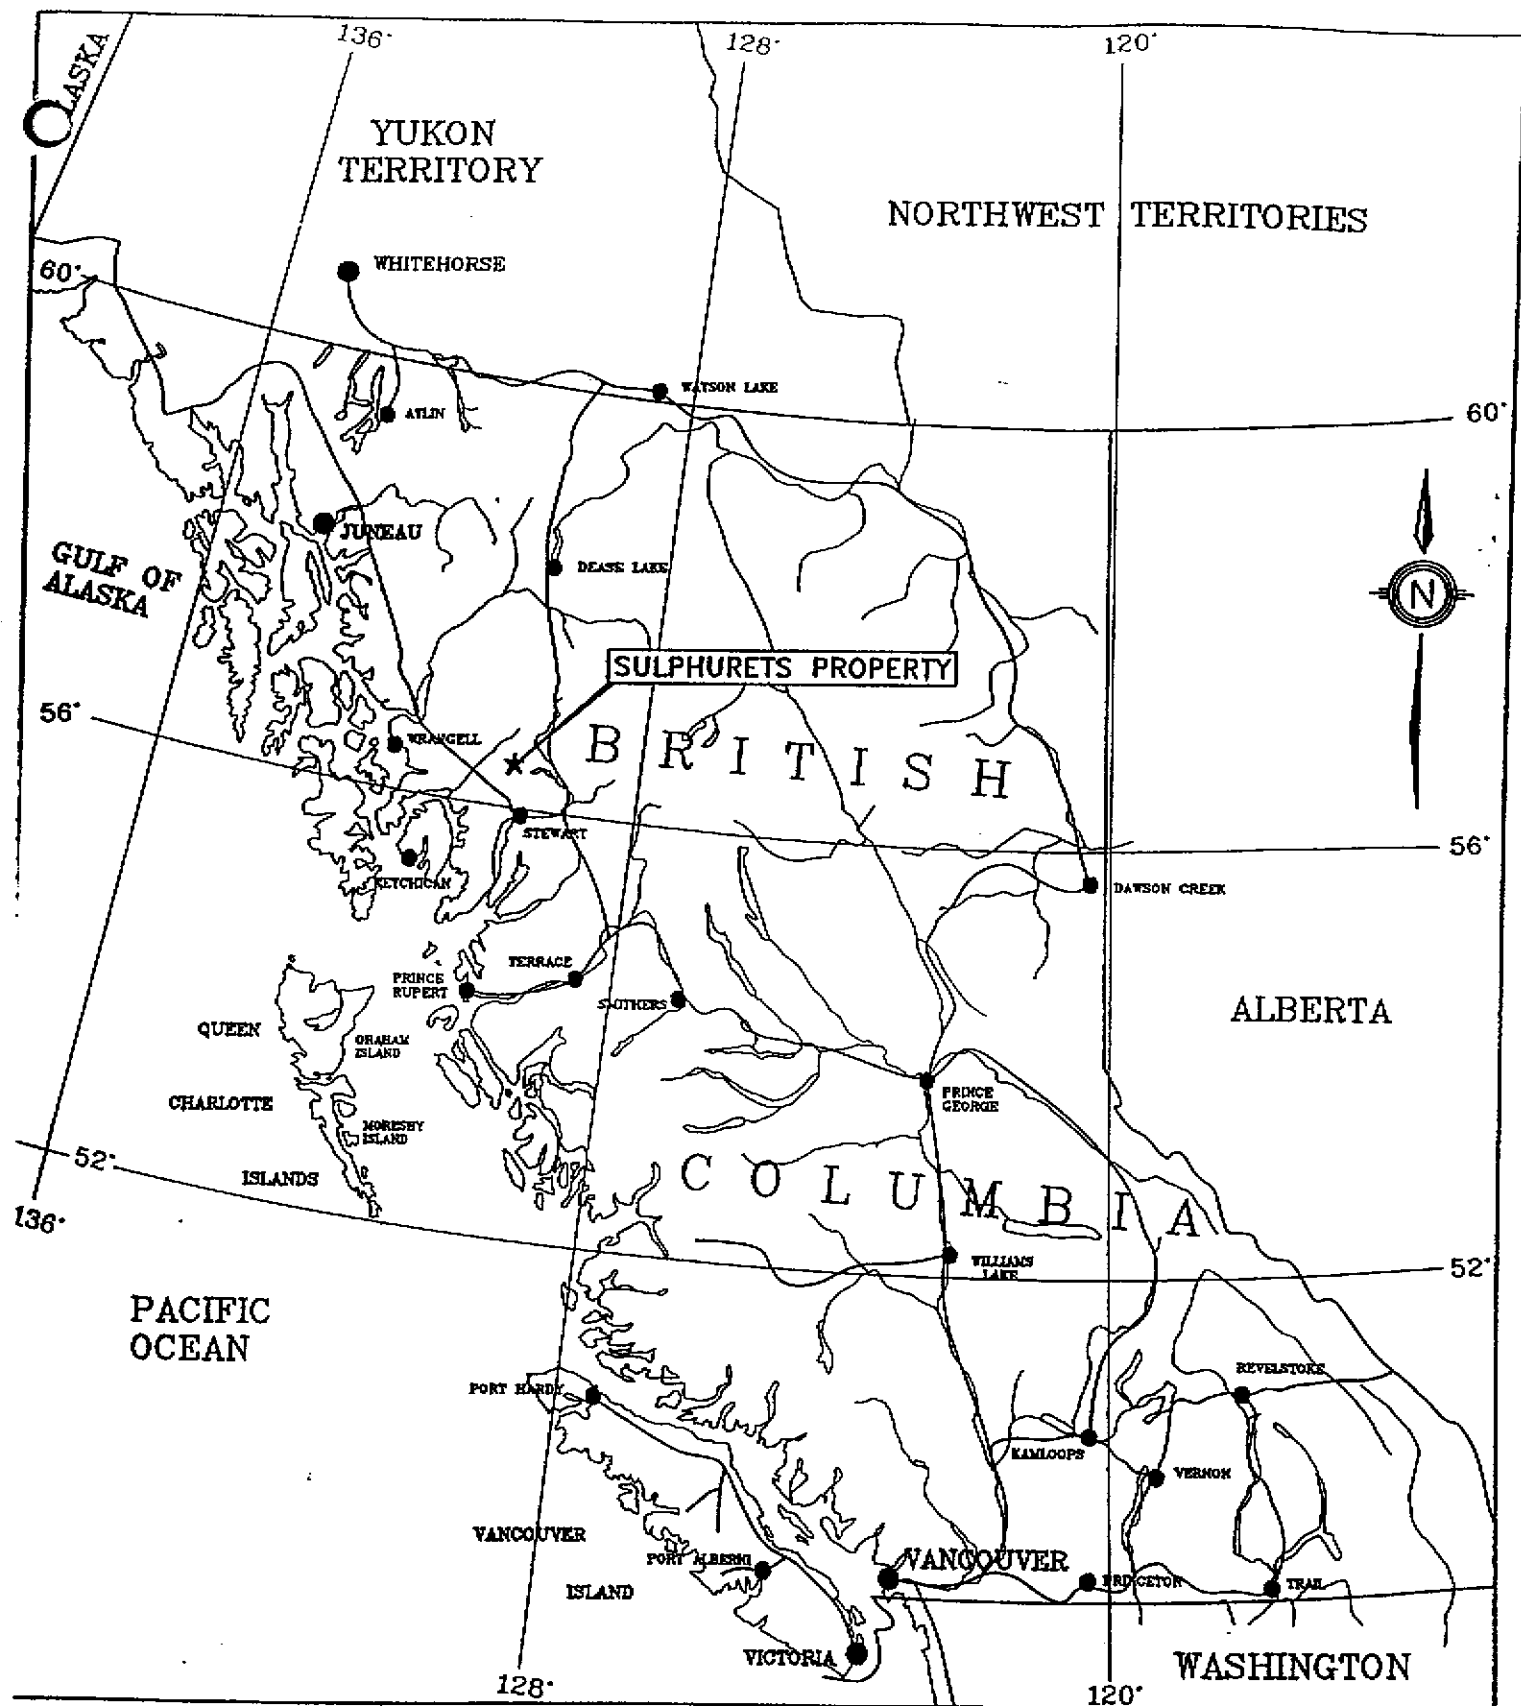 136°
128°
120°
ALASKA
YUKON
TERRITORY
NORTHWEST TERRITORIES
WHITEHORSE
60°
WATSON LAKE
ATLIN
60°
JUNEAU
GULF OF
ALASKA
DEASE LAKE
N
SULPHURETS PROPERTY
56°
WRANGELL
BRITISH
STEWART
56°
KETCHICAN
DAWSON CREEK
TERRACE
PRINCE
RUPERT
SMITHERS
ALBERTA
QUEEN
GRAHAM
ISLAND
CHARLOTTE
MORESBY
ISLAND
PRINCE
GEORGE
52°
ISLANDS
COLUMBIA
136°
WILLIAMS
LAKE
52°
PACIFIC
OCEAN
PORT HARDY
REVELSTOKE
KAMLOOPS
VERNON
VANCOUVER
ISLAND
PORT ALBERNI
VANCOUVER
PRINCETON
TRAIL
VICTORIA
WASHINGTON
128°
120°